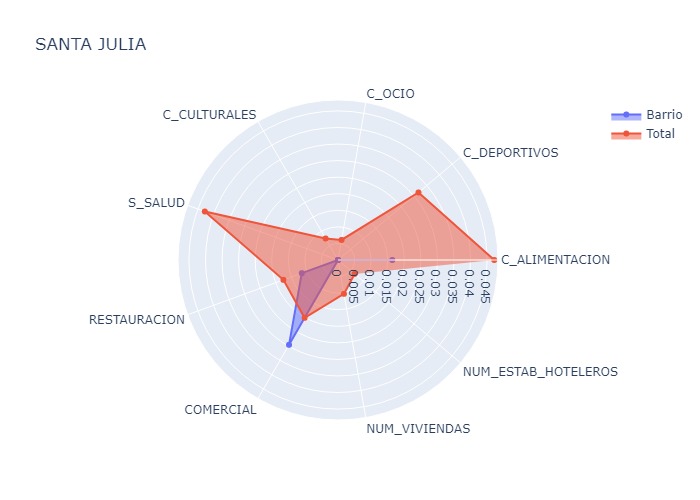 SANTA JULIA
C_OCIO
C_CULTURALES
Barrio
Total
C_DEPORTIVOS
S_SALUD
C_ALIMENTACION
0
0.005
0.01
0.015
0.02
0.025
0.03
0.035
0.04
0.045
RESTAURACION
NUM_ESTAB_HOTELEROS
COMERCIAL
NUM_VIVIENDAS